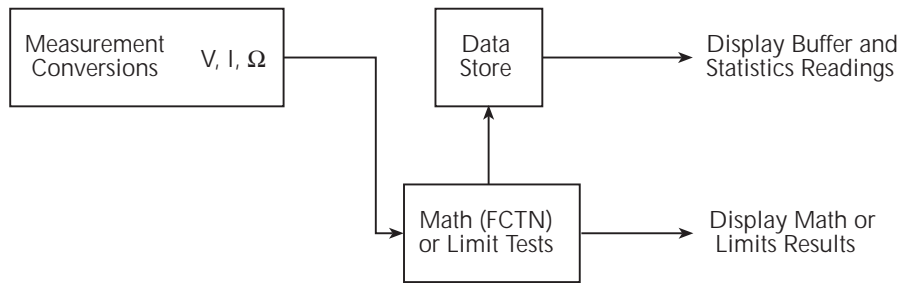 Measurement
Conversions V, I, Ω
Data
Store
Display Buffer and
Statistics Readings
Math (FCTN)
or Limit Tests
Display Math or
Limits Results